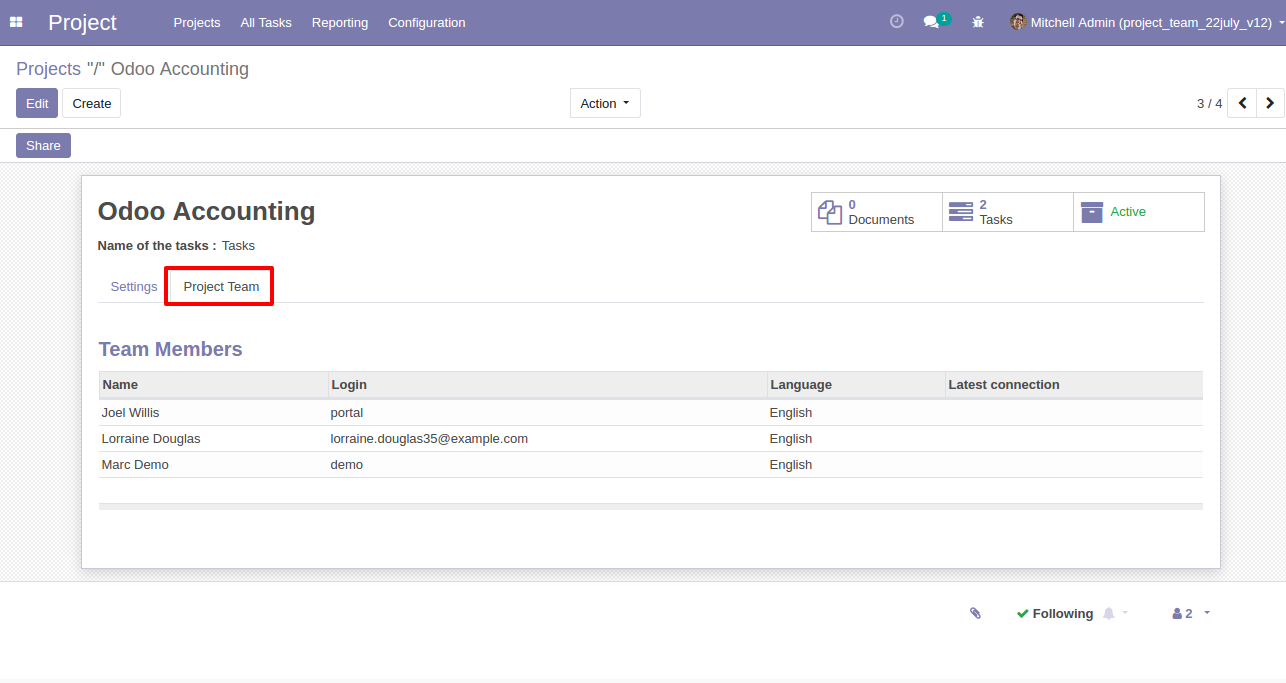 Project Projects All Tasks Reporting Configuration 1 Mitchell Admin (project_team_22july_v12)
Projects "/" Odoo Accounting
Edit Create Action 3 / 4
Share
Odoo Accounting
0 Documents 2 Tasks Active
Name of the tasks : Tasks
Settings Project Team
Team Members
Name Login Language Latest connection
Joel Willis portal English
Lorraine Douglas lorraine.douglas35@example.com English
Marc Demo demo English
Following 2